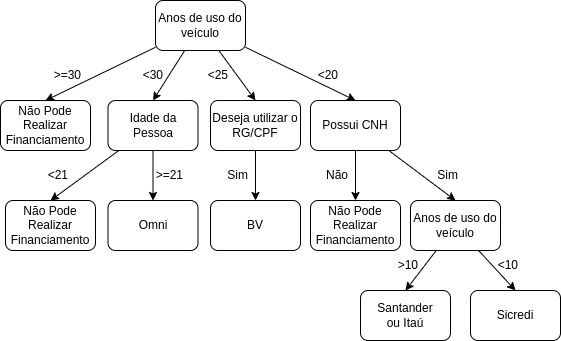 Anos de uso do
veículo
>=30
<30
<25
<20
Não Pode
Realizar
Financiamento
Idade da
Pessoa
Deseja utilizar o
RG/CPF
Possui CNH
<21
>=21
Sim
Não
Sim
Não Pode
Realizar
Financiamento
Omni
BV
Não Pode
Realizar
Financiamento
Anos de uso do
veículo
>10
<10
Santander
ou Itaú
Sicredi